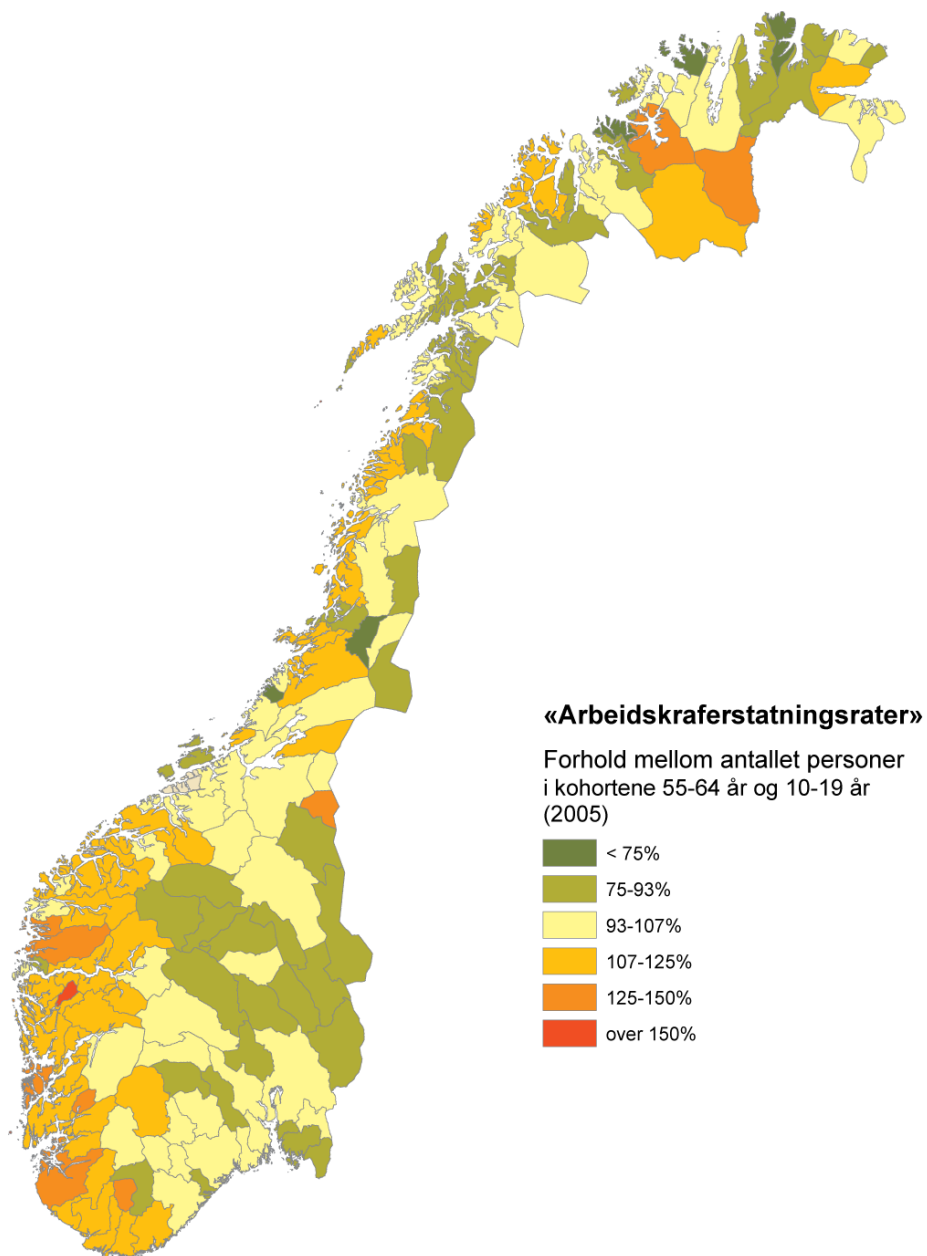 «Arbeidskraferstatningsrater»
Forhold mellom antallet personer
i kohortene 55-64 år og 10-19 år
(2005)
< 75%
75-93%
93-107%
107-125%
125-150%
over 150%